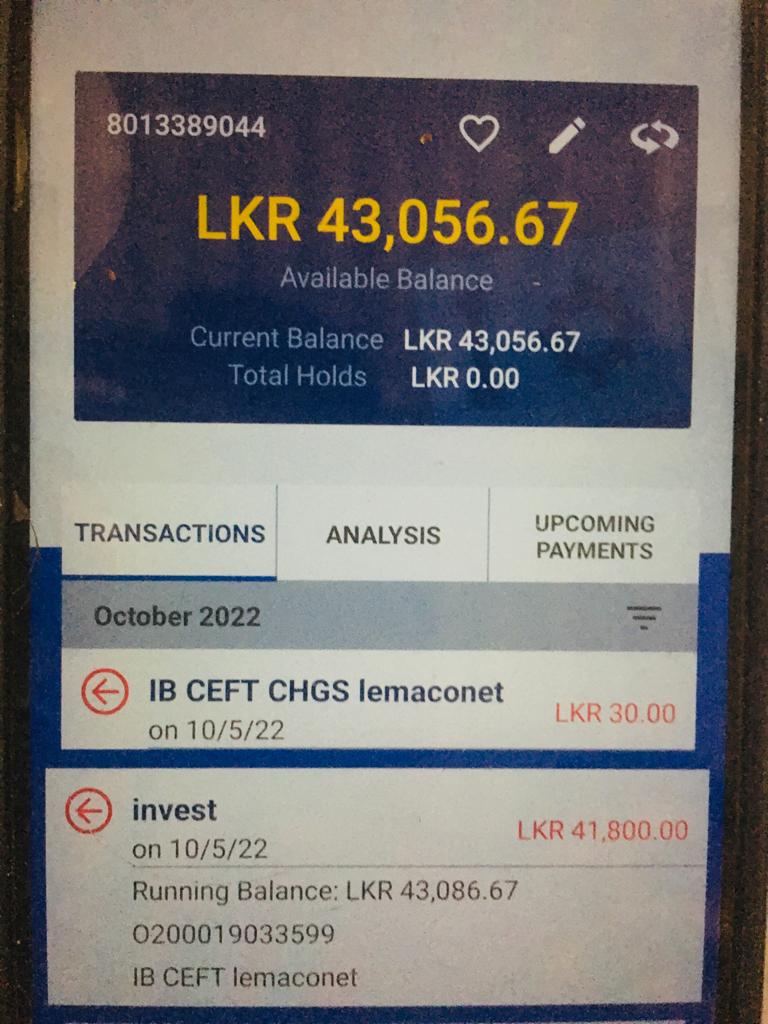 8013389044
LKR 43,056.67
Available Balance -
Current Balance LKR 43,056.67
Total Holds LKR 0.00
TRANSACTIONS
ANALYSIS
UPCOMING
PAYMENTS
October 2022
IB CEFT CHGS lemaconet
on 10/5/22
LKR 30.00
invest
on 10/5/22
LKR 41,800.00
Running Balance: LKR 43,086.67
O200019033599
IB CEFT lemaconet